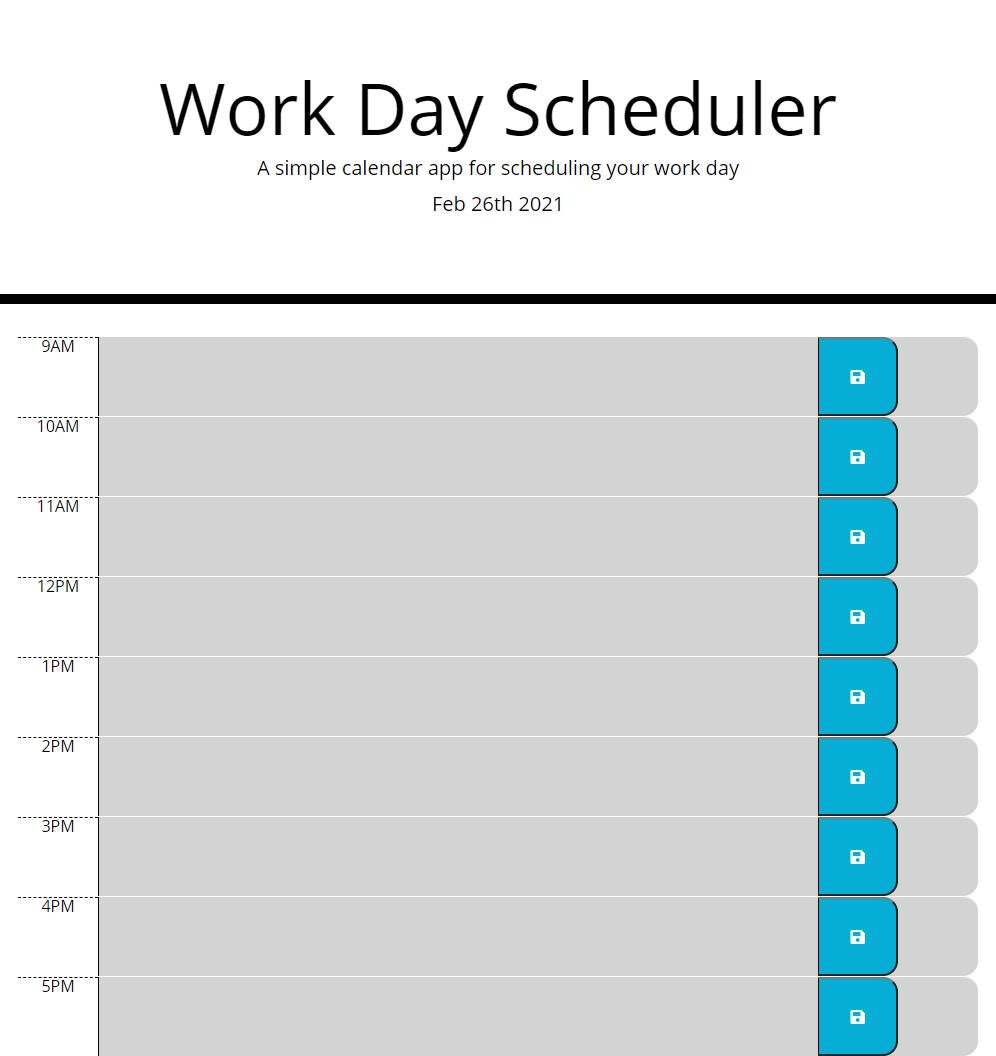 Work Day Scheduler
A simple calendar app for scheduling your work day
Feb 26th 2021
9AM
10AM
11AM
12PM
1PM
2PM
3PM
4PM
5PM